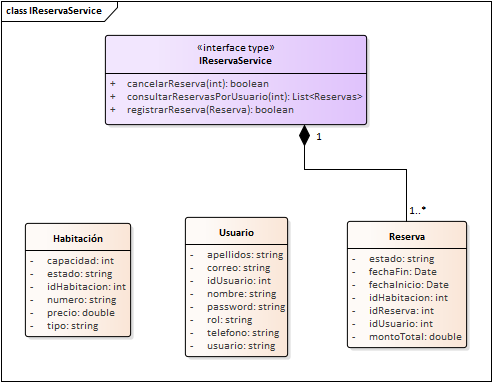 class IReservaService
«interface type»
IReservaService
+ cancelarReserva(int): boolean
+ consultarReservasPorUsuario(int): List<Reservas>
+ registrarReserva(Reserva): boolean
1
1..*
Habitación
- capacidad: int
- estado: string
- idHabitacion: int
- numero: string
- precio: double
- tipo: string
Usuario
- apellidos: string
- correo: string
- idUsuario: int
- nombre: string
- password: string
- rol: string
- telefono: string
- usuario: string
Reserva
- estado: string
- fechaFin: Date
- fechaInicio: Date
- idHabitacion: int
- idReserva: int
- idUsuario: int
- montoTotal: double